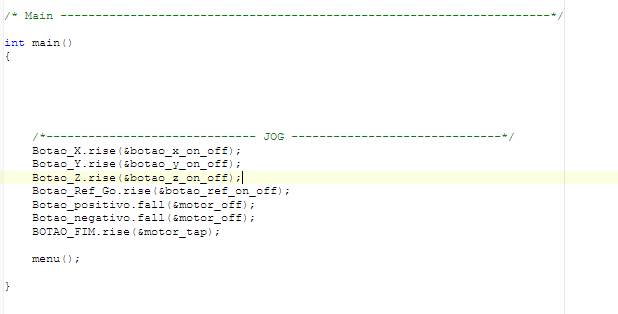 /* Main ----------------------------------------------------------------------*/
int main()
{
/*------------------------------ JOG ------------------------------*/
Botao_X.rise(&botao_x_on_off);
Botao_Y.rise(&botao_y_on_off);
Botao_Z.rise(&botao_z_on_off);
Botao_Ref_Go.rise(&botao_ref_on_off);
Botao_positivo.fall(&motor_off);
Botao_negativo.fall(&motor_off);
BOTAO_FIM.rise(&motor_tap);
menu();
}